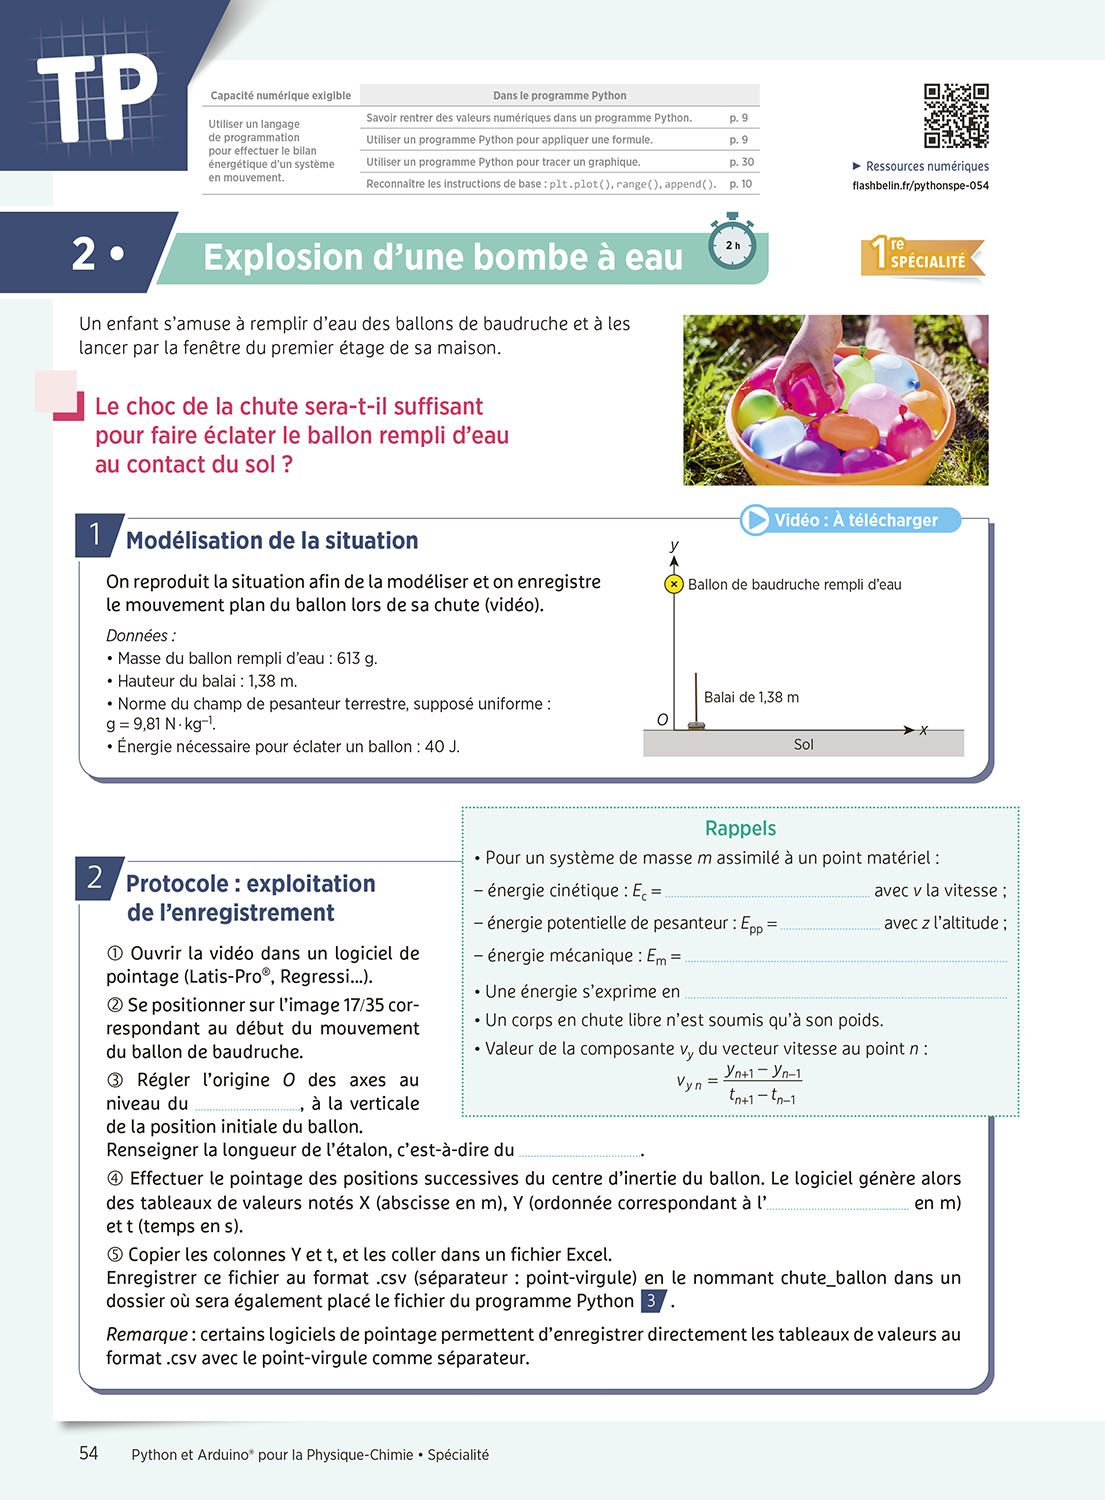 TP
Capacité numérique exigible
Dans le programme Python
Utiliser un langage
de programmation
pour effectuer le bilan
énergétique d'un système
en mouvement.
Savoir rentrer des valeurs numériques dans un programme Python. p. 9
Utiliser un programme Python pour appliquer une formule. p. 9
Utiliser un programme Python pour tracer un graphique. p. 30
Reconnaître les instructions de base : plt.plot(), range(), append(). p. 10
► Ressources numériques
flashbelin.fr/pythonspe-054
2 •
Explosion d'une bombe à eau
2 h
1re
SPÉCIALITÉ
Un enfant s'amuse à remplir d'eau des ballons de baudruche et à les
lancer par la fenêtre du premier étage de sa maison.
Le choc de la chute sera-t-il suffisant
pour faire éclater le ballon rempli d'eau
au contact du sol ?
1 Modélisation de la situation
Vidéo : À télécharger
On reproduit la situation afin de la modéliser et on enregistre
le mouvement plan du ballon lors de sa chute (vidéo).
Données :
• Masse du ballon rempli d'eau : 613 g.
• Hauteur du balai : 1,38 m.
• Norme du champ de pesanteur terrestre, supposé uniforme :
g = 9,81 N · kg⁻¹.
• Énergie nécessaire pour éclater un ballon : 40 J.
y
Ballon de baudruche rempli d'eau
Balai de 1,38 m
O
x
Sol
Rappels
• Pour un système de masse m assimilé à un point matériel :
– énergie cinétique : Ec = .......... avec v la vitesse ;
– énergie potentielle de pesanteur : Epp = .......... avec z l'altitude ;
– énergie mécanique : Em = ..........
• Une énergie s'exprime en ..........
• Un corps en chute libre n'est soumis qu'à son poids.
• Valeur de la composante vy du vecteur vitesse au point n :
vy n = (yn+1 – yn–1) / (tn+1 – tn–1)
2 Protocole : exploitation
de l'enregistrement
① Ouvrir la vidéo dans un logiciel de
pointage (Latis-Pro®, Regressi...).
② Se positionner sur l'image 17/35 cor-
respondant au début du mouvement
du ballon de baudruche.
③ Régler l'origine O des axes au
niveau du .........., à la verticale
de la position initiale du ballon.
Renseigner la longueur de l'étalon, c'est-à-dire du ..........
④ Effectuer le pointage des positions successives du centre d'inertie du ballon. Le logiciel génère alors
des tableaux de valeurs notés X (abscisse en m), Y (ordonnée correspondant à l'.......... en m)
et t (temps en s).
⑤ Copier les colonnes Y et t, et les coller dans un fichier Excel.
Enregistrer ce fichier au format .csv (séparateur : point-virgule) en le nommant chute_ballon dans un
dossier où sera également placé le fichier du programme Python 3 .
Remarque : certains logiciels de pointage permettent d'enregistrer directement les tableaux de valeurs au
format .csv avec le point-virgule comme séparateur.
54 Python et Arduino® pour la Physique-Chimie • Spécialité